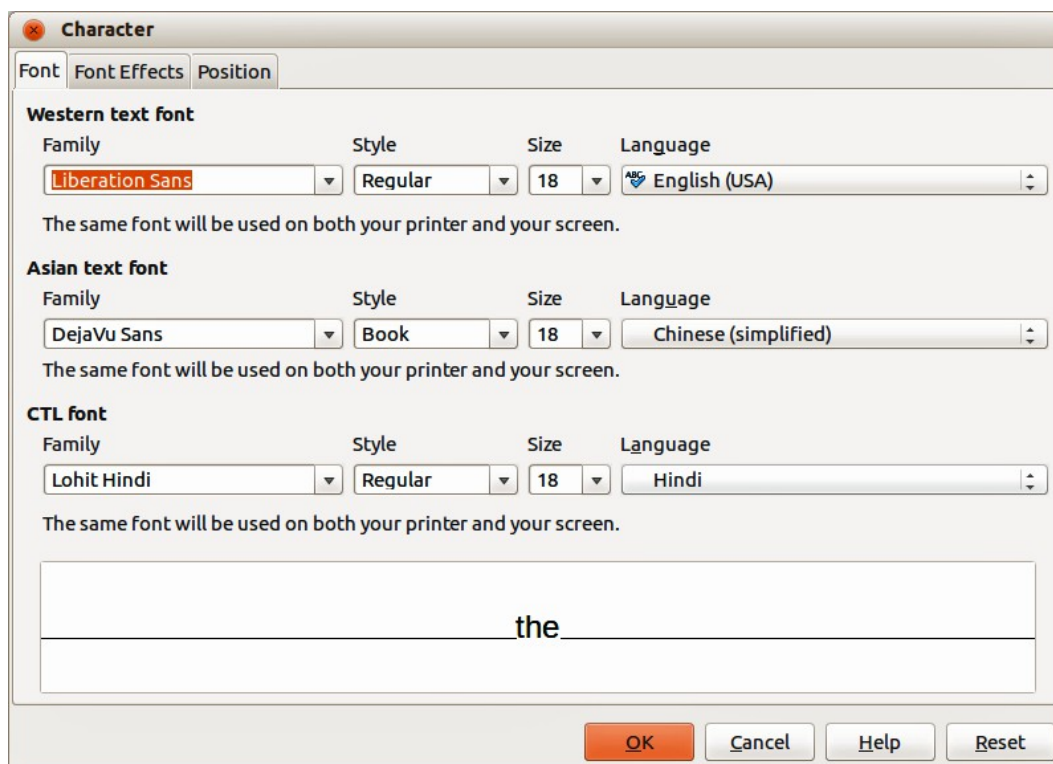 Character
Font Font Effects Position
Western text font
Family Style Size Language
Liberation Sans Regular 18 ABC English (USA)
The same font will be used on both your printer and your screen.
Asian text font
Family Style Size Language
DejaVu Sans Book 18 Chinese (simplified)
The same font will be used on both your printer and your screen.
CTL font
Family Style Size Language
Lohit Hindi Regular 18 Hindi
The same font will be used on both your printer and your screen.
the
OK Cancel Help Reset